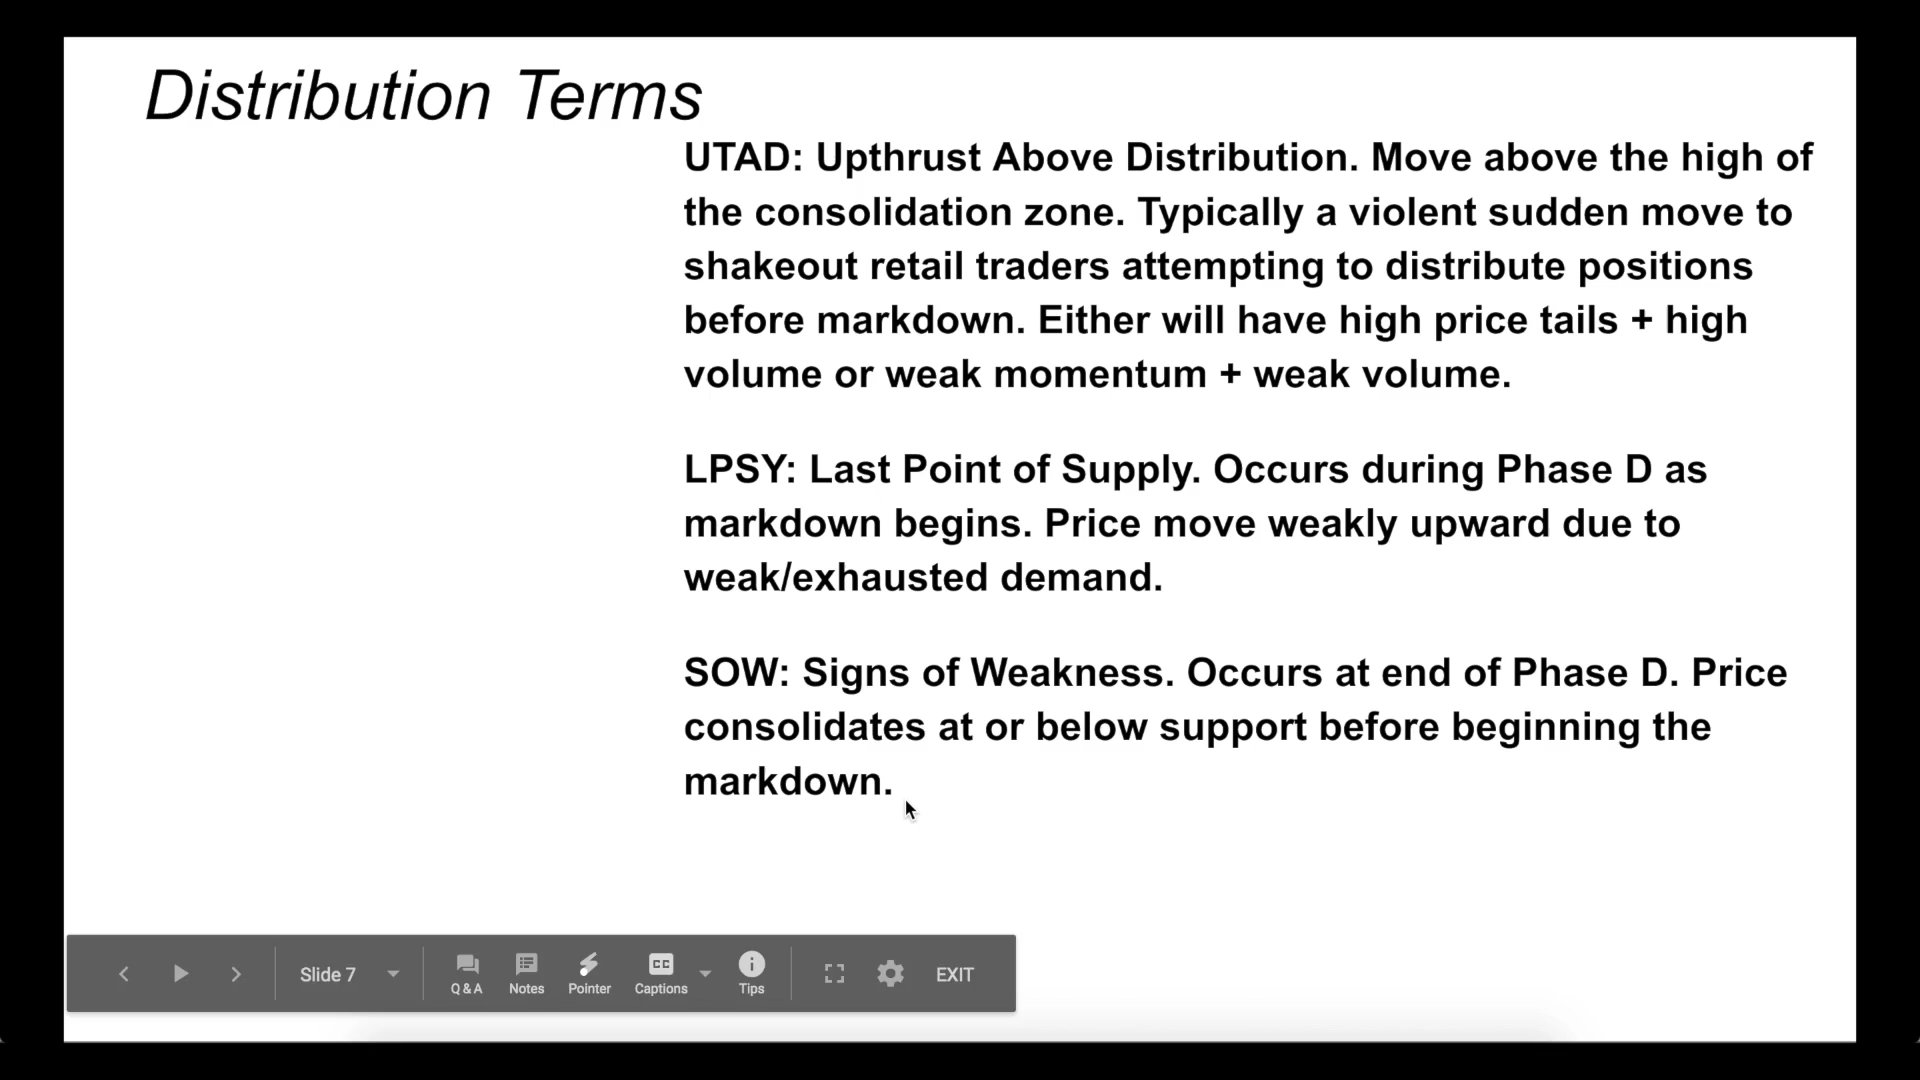 Distribution Terms
UTAD: Upthrust Above Distribution. Move above the high of
the consolidation zone. Typically a violent sudden move to
shakeout retail traders attempting to distribute positions
before markdown. Either will have high price tails + high
volume or weak momentum + weak volume.
LPSY: Last Point of Supply. Occurs during Phase D as
markdown begins. Price move weakly upward due to
weak/exhausted demand.
SOW: Signs of Weakness. Occurs at end of Phase D. Price
consolidates at or below support before beginning the
markdown.
Slide 7
Q & A
Notes
Pointer
CC
Captions
Tips
EXIT